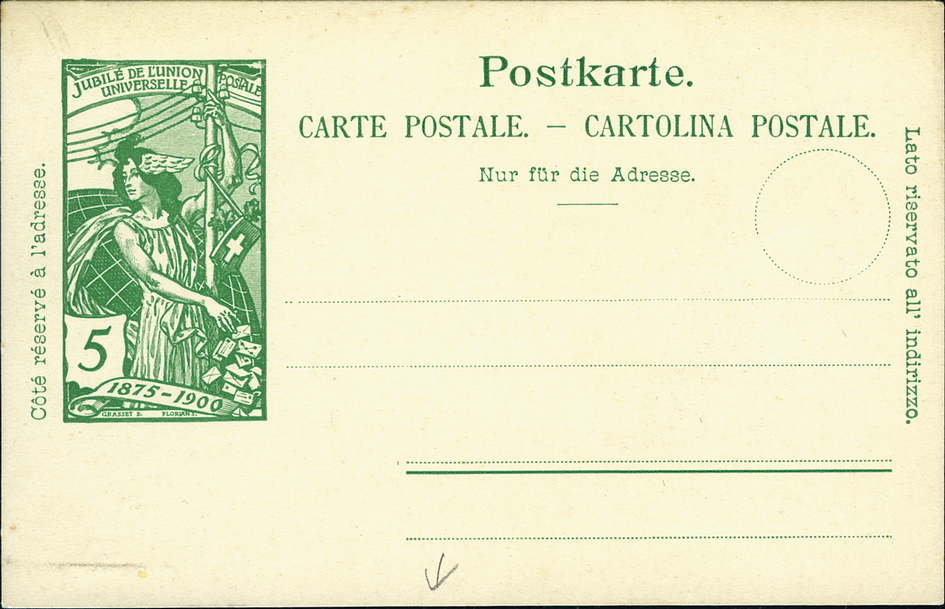 Postkarte.
CARTE POSTALE. — CARTOLINA POSTALE.
Nur für die Adresse.
Côté réservé à l'adresse.
JUBILÉ DE L'UNION
UNIVERSELLE POSTALE
5
1875-1900
GRASSET E. FLORIAN S.
Lato riservato all' indirizzo.